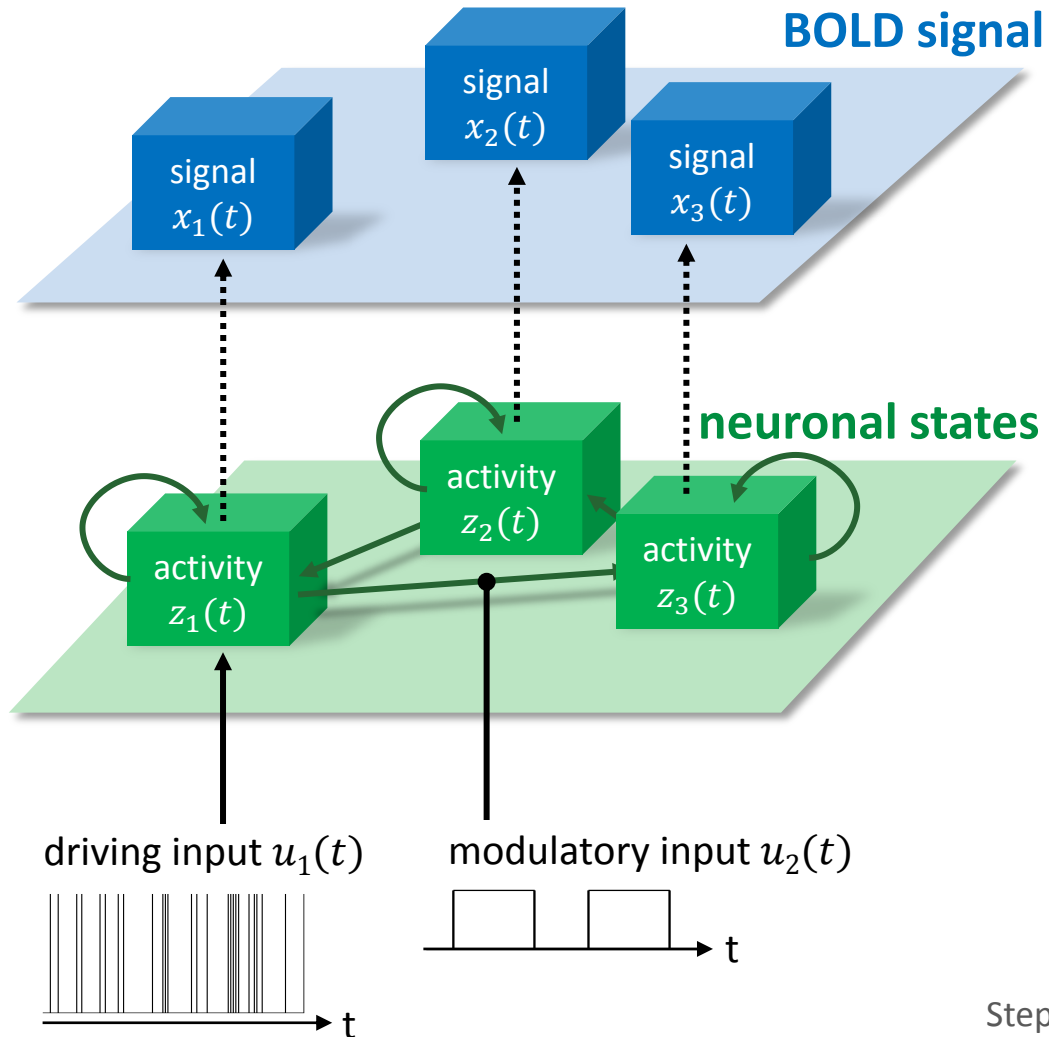 BOLD signal
signal
x₂(t)
signal
x₁(t)
signal
x₃(t)
neuronal states
activity
z₂(t)
activity
z₁(t)
activity
z₃(t)
driving input u₁(t)
modulatory input u₂(t)
t
t
Step